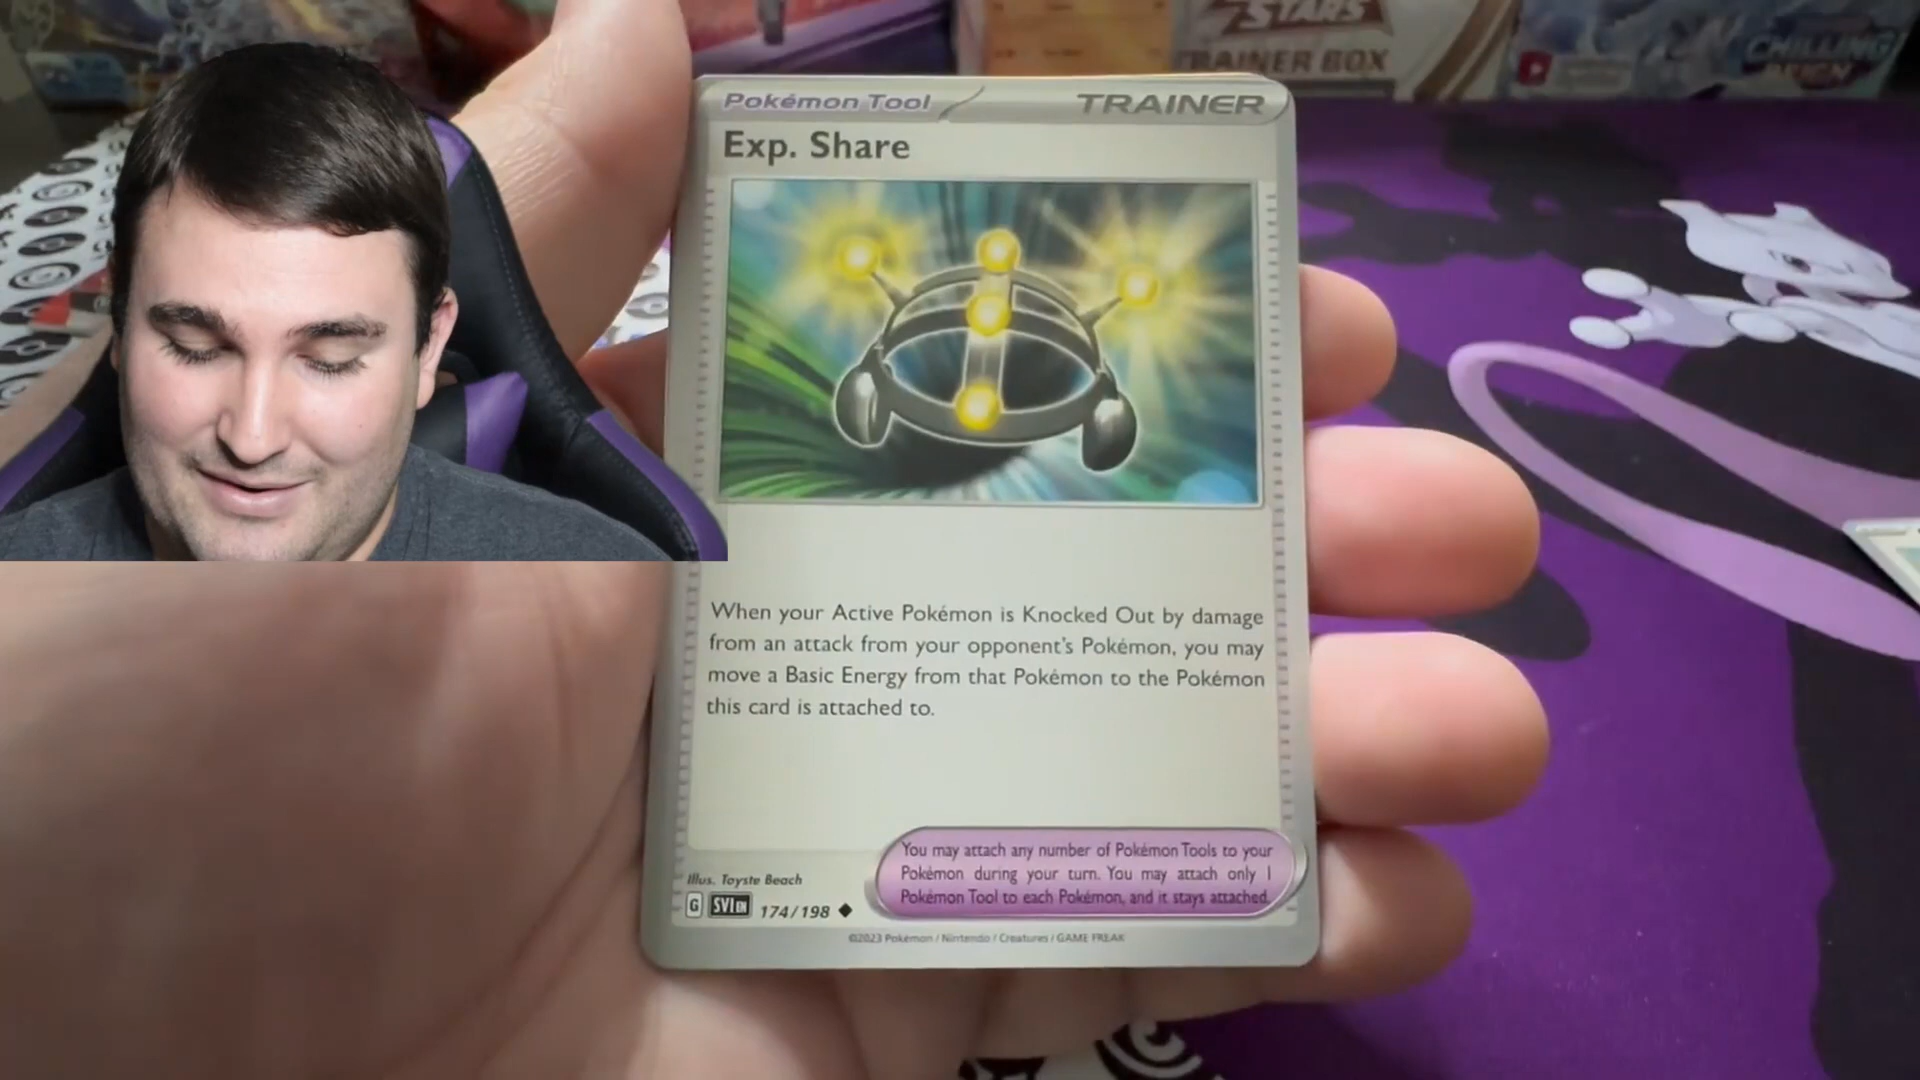 STARS
TRAINER BOX
CHILLING
REIGN
Pokémon Tool
TRAINER
Exp. Share
When your Active Pokémon is Knocked Out by damage
from an attack from your opponent's Pokémon, you may
move a Basic Energy from that Pokémon to the Pokémon
this card is attached to.
You may attach any number of Pokémon Tools to your
Pokémon during your turn. You may attach only 1
Pokémon Tool to each Pokémon, and it stays attached.
Illus. Toyste Beach
G SVI EN 174/198
©2023 Pokémon / Nintendo / Creatures / GAME FREAK